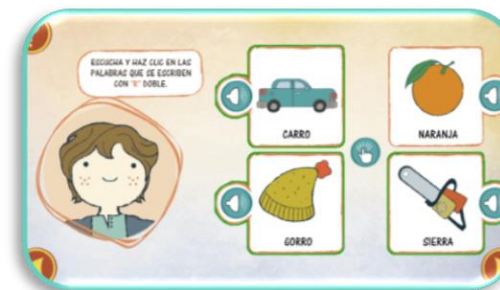 ESCUCHA Y HAZ CLIC EN LAS
PALABRAS QUE SE ESCRIBEN
CON "R" DOBLE.
CARRO
NARANJA
GORRO
SIERRA